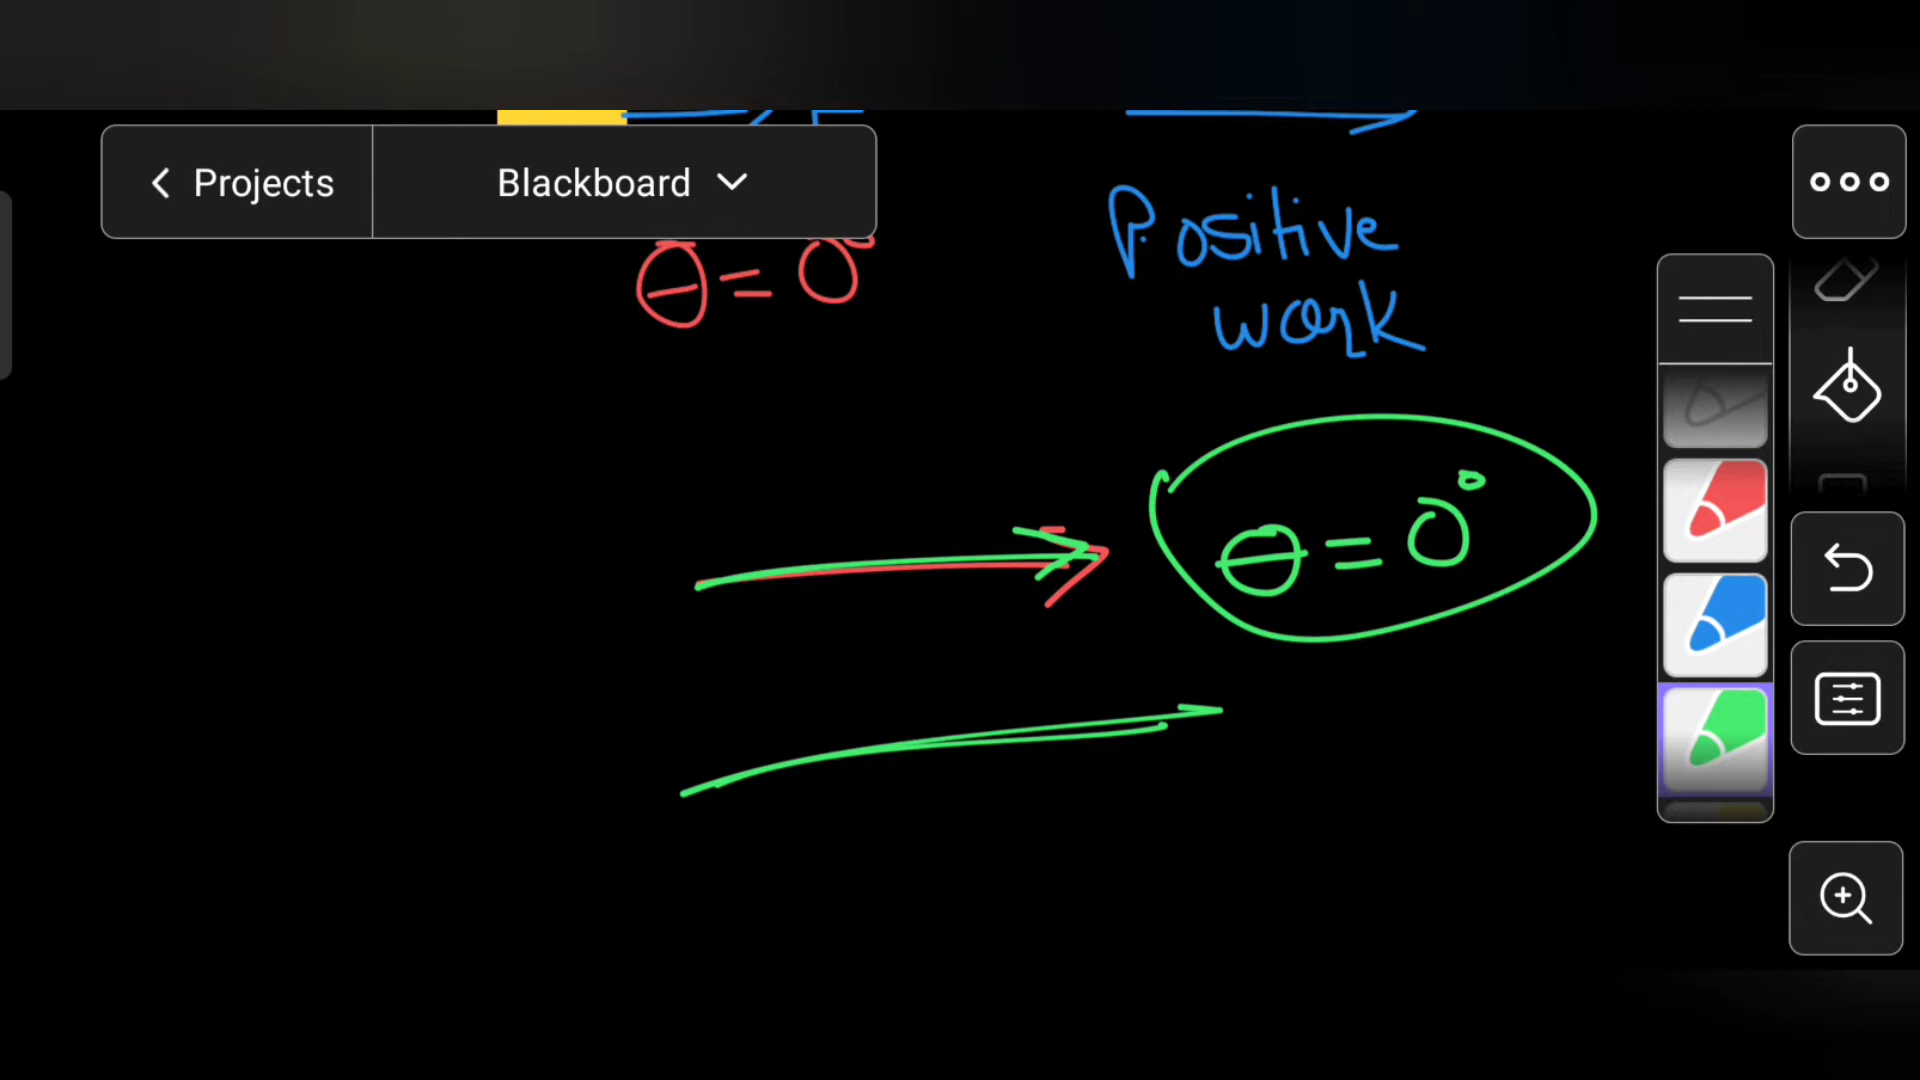 Projects
Blackboard
Positive
work
θ = 0°
θ = 0°